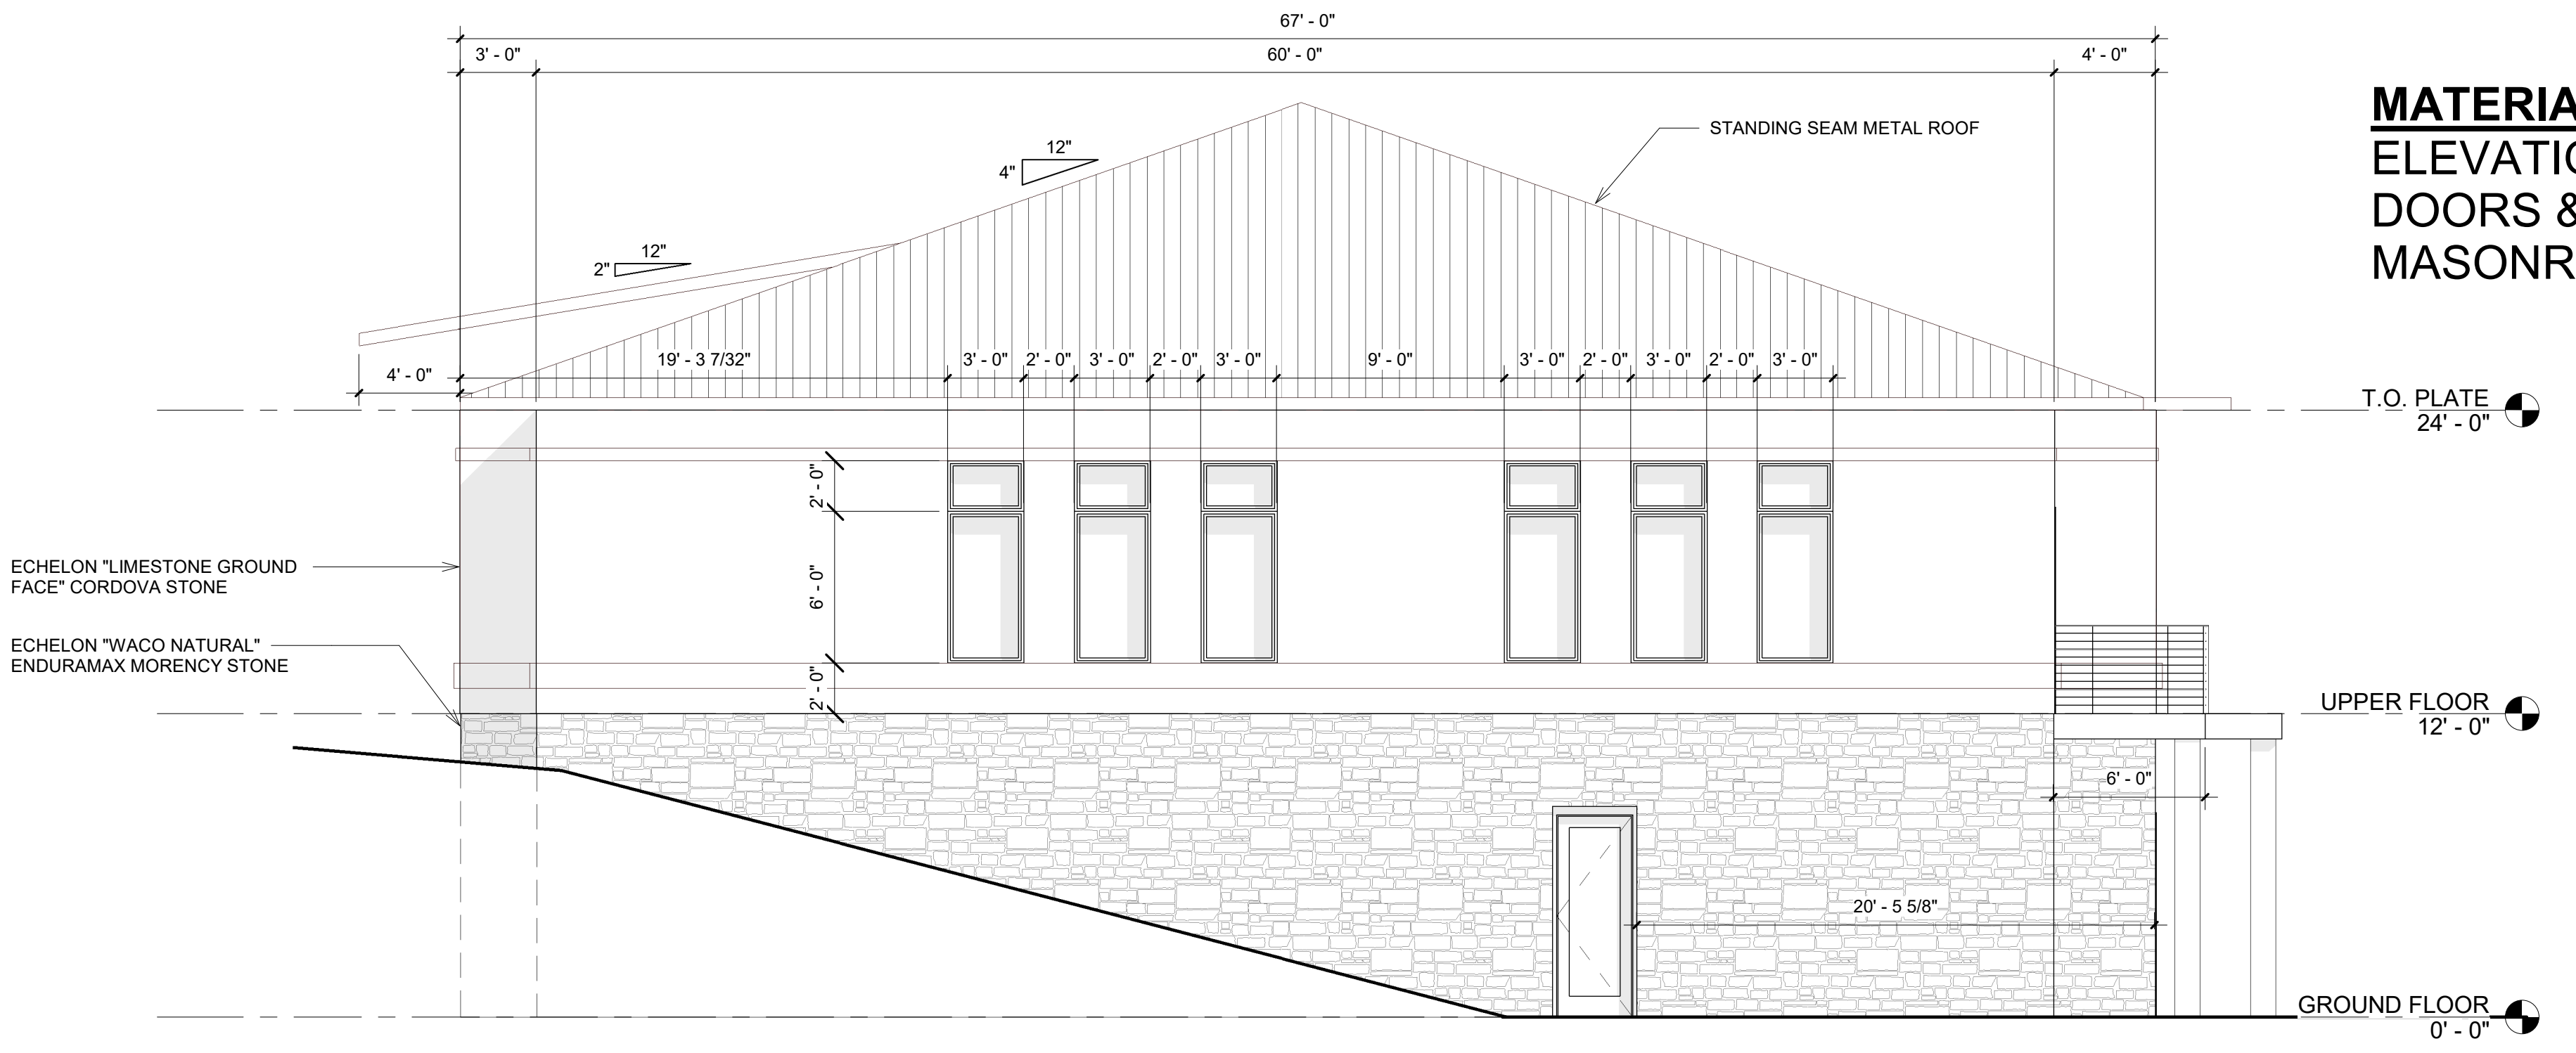 67' - 0"
3' - 0"
60' - 0"
4' - 0"
MATERIA
ELEVATIO
DOORS &
MASONR
STANDING SEAM METAL ROOF
12"
4"
12"
2"
19' - 3 7/32"
3' - 0"
2' - 0"
3' - 0"
2' - 0"
3' - 0"
9' - 0"
3' - 0"
2' - 0"
3' - 0"
2' - 0"
3' - 0"
4' - 0"
T.O. PLATE
24' - 0"
2' - 0"
6' - 0"
2' - 0"
ECHELON "LIMESTONE GROUND
FACE" CORDOVA STONE
ECHELON "WACO NATURAL"
ENDURAMAX MORENCY STONE
UPPER FLOOR
12' - 0"
6' - 0"
20' - 5 5/8"
GROUND FLOOR
0' - 0"